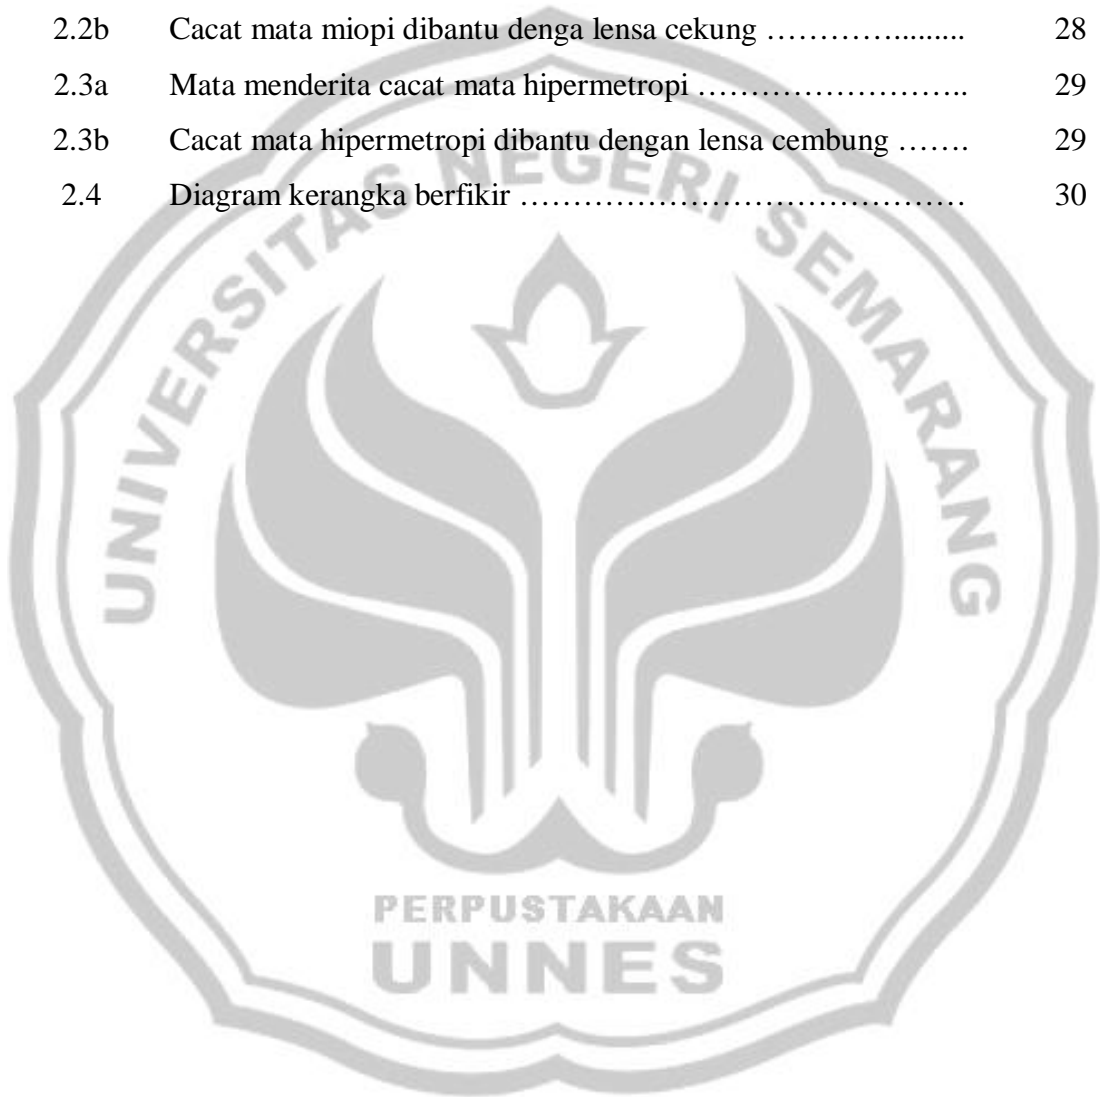 2.2b Cacat mata miopi dibantu denga lensa cekung …………......... 28
2.3a Mata menderita cacat mata hipermetropi …………………….. 29
2.3b Cacat mata hipermetropi dibantu dengan lensa cembung ……. 29
2.4 Diagram kerangka berfikir ………………………………… 30
UNIVERSITAS NEGERI SEMARANG
PERPUSTAKAAN
UNNES